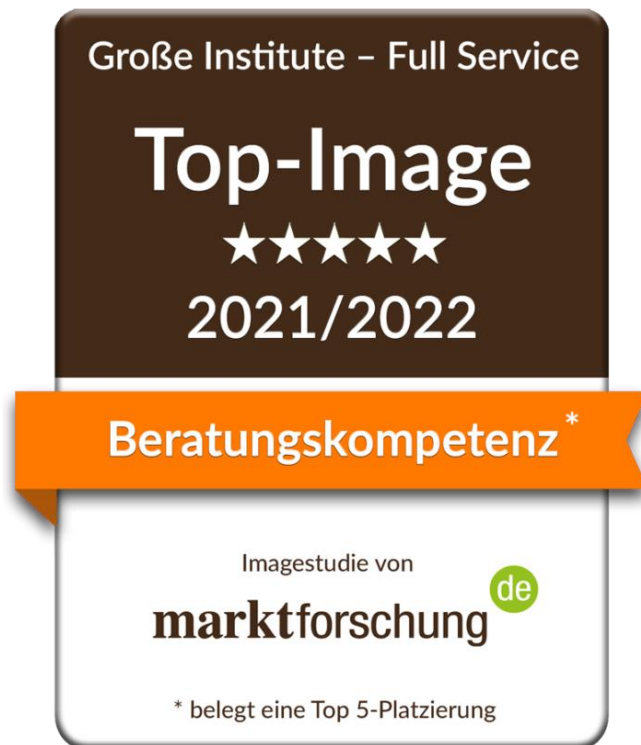 Große Institute – Full Service
Top-Image
★★★★★
2021/2022
Beratungskompetenz*
Imagestudie von
marktforschung de
* belegt eine Top 5-Platzierung